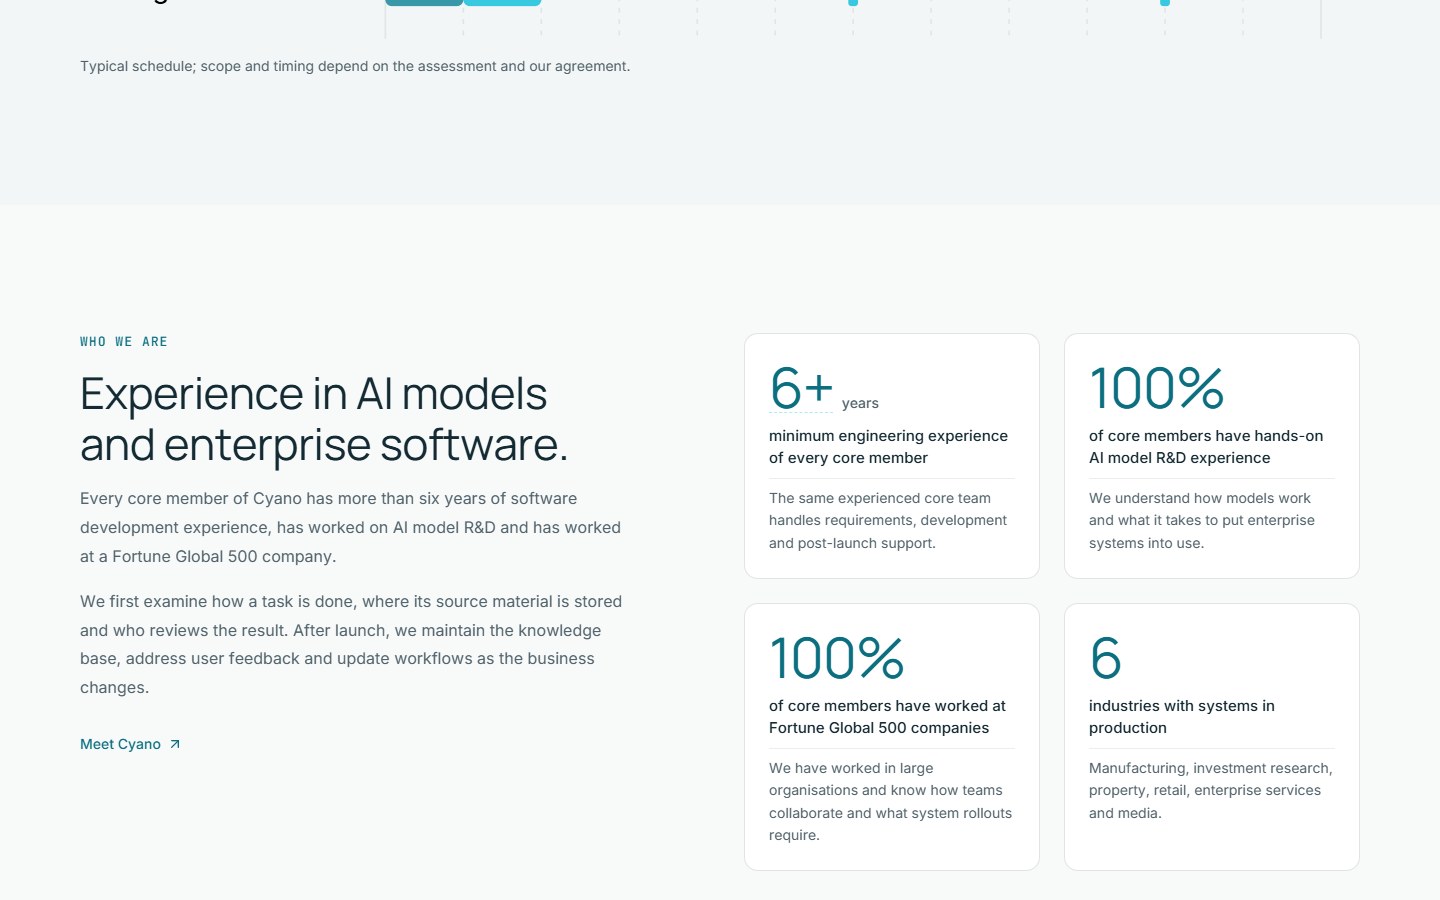 Typical schedule; scope and timing depend on the assessment and our agreement.
WHO WE ARE
Experience in AI models
and enterprise software.
Every core member of Cyano has more than six years of software
development experience, has worked on AI model R&D and has worked
at a Fortune Global 500 company.
We first examine how a task is done, where its source material is stored
and who reviews the result. After launch, we maintain the knowledge
base, address user feedback and update workflows as the business
changes.
Meet Cyano
6+ years
minimum engineering experience
of every core member
The same experienced core team
handles requirements, development
and post-launch support.
100%
of core members have hands-on
AI model R&D experience
We understand how models work
and what it takes to put enterprise
systems into use.
100%
of core members have worked at
Fortune Global 500 companies
We have worked in large
organisations and know how teams
collaborate and what system rollouts
require.
6
industries with systems in
production
Manufacturing, investment research,
property, retail, enterprise services
and media.